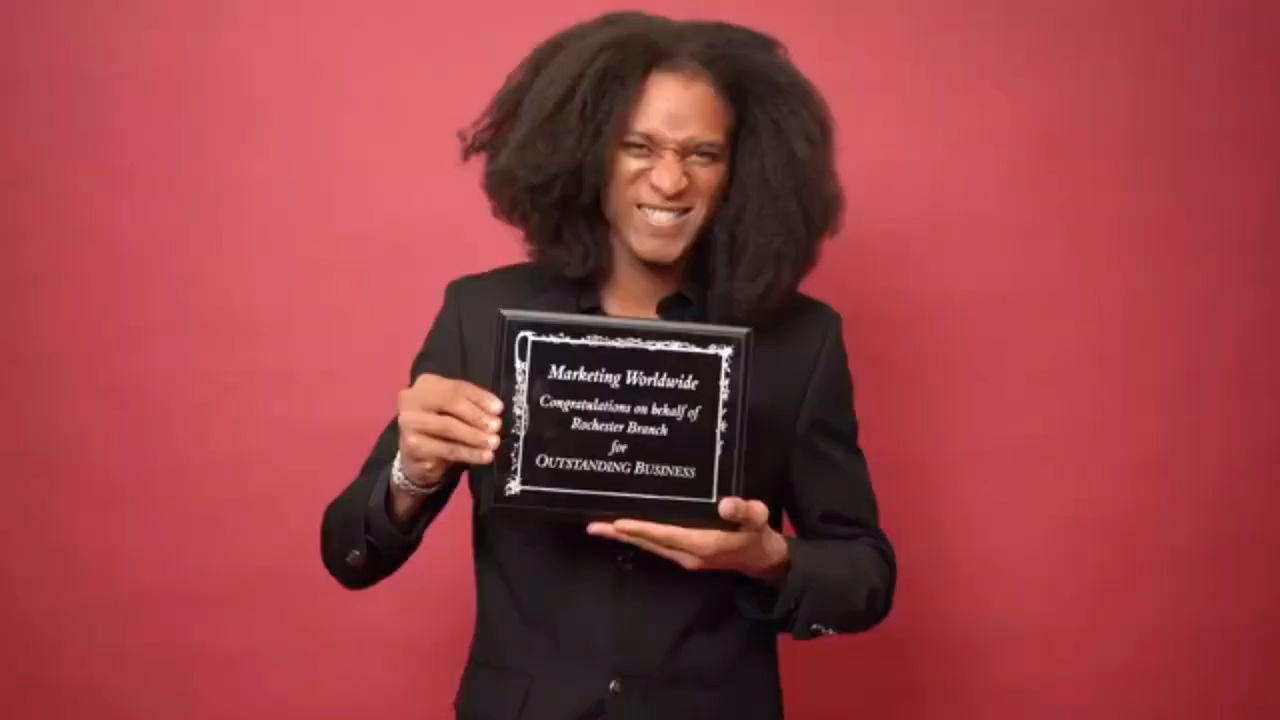 Marketing Worldwide
Congratulations on behalf of
Rochester Branch
for
OUTSTANDING BUSINESS